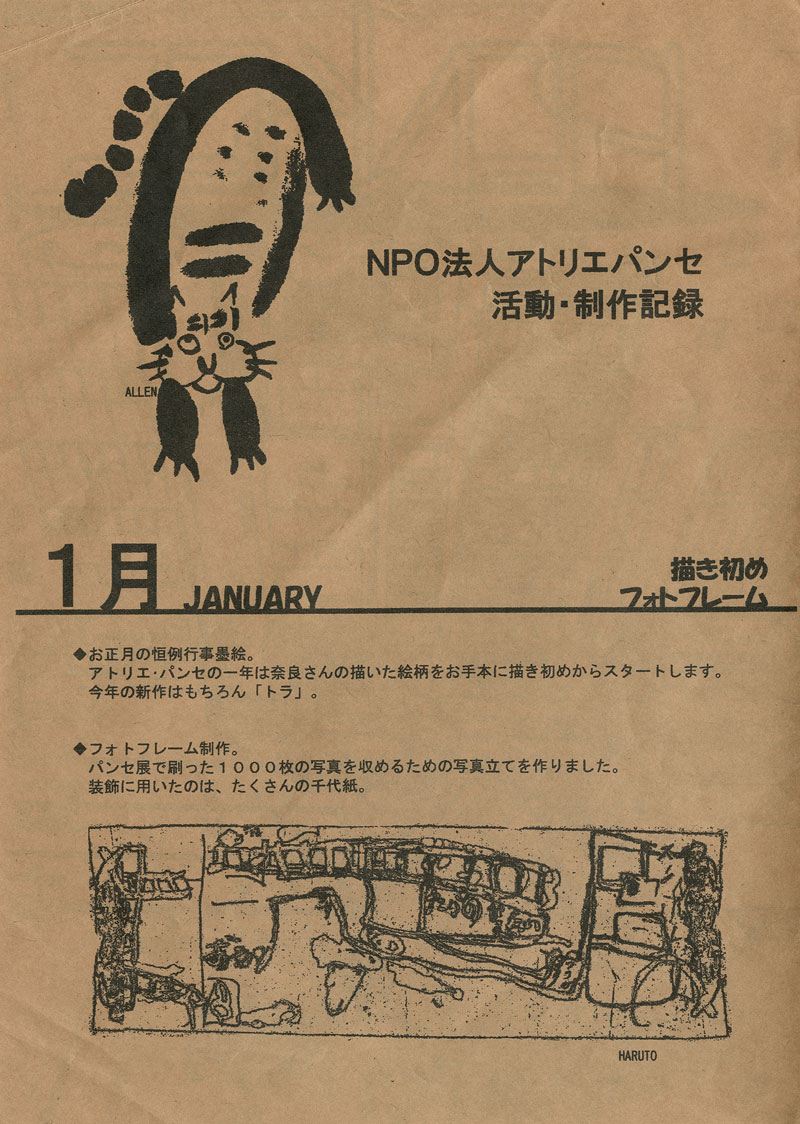 NPO法人アトリエパンセ
活動・制作記録
ALLEN
1月 JANUARY
描き初め
フォトフレーム
◆お正月の恒例行事墨絵。
アトリエ・パンセの一年は奈良さんの描いた絵柄をお手本に描き初めからスタートします。
今年の新作はもちろん「トラ」。
◆フォトフレーム制作。
パンセ展で刷った１０００枚の写真を収めるための写真立てを作りました。
装飾に用いたのは、たくさんの千代紙。
HARUTO